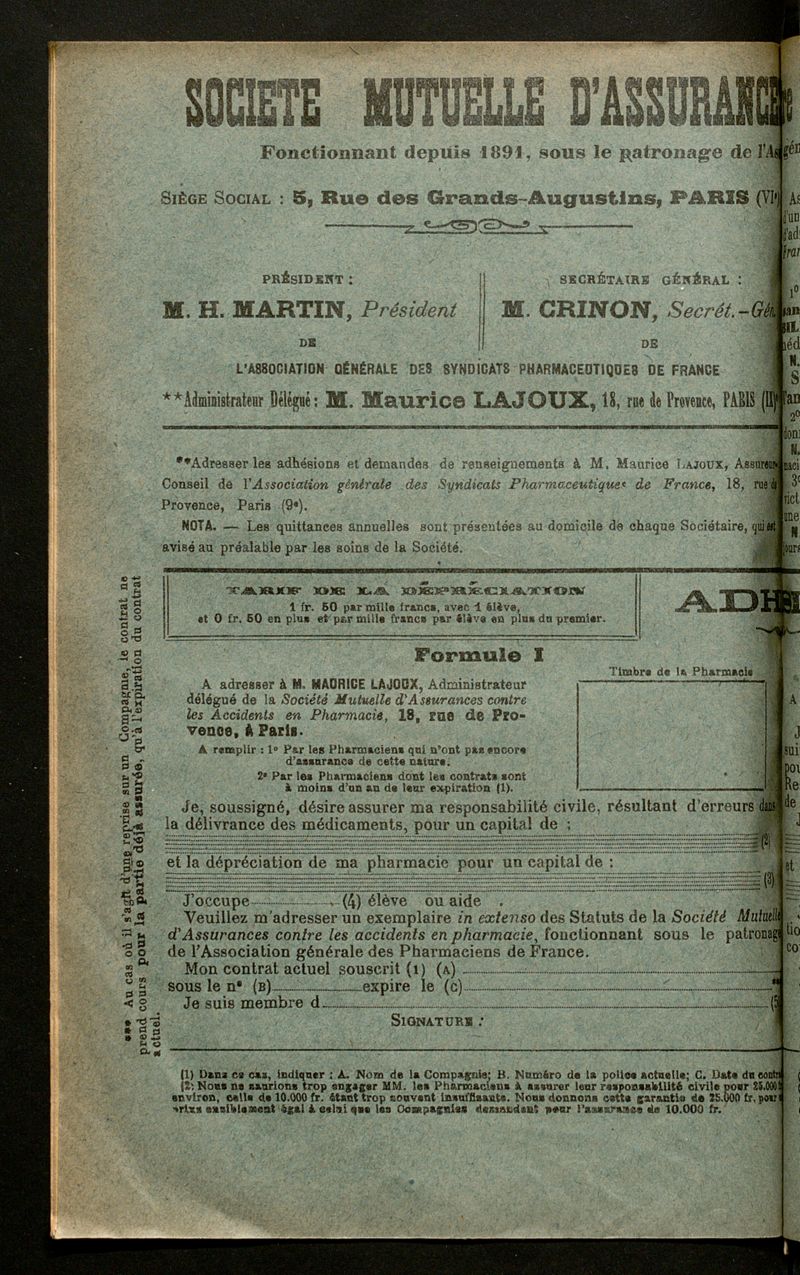 SOCIETE MUTUELLE D'ASSURANCE
Fonctionnant depuis 1891, sous le patronage de l'As
SIÈGE SOCIAL : 5, Rue des Grands-Augustins, PARIS (VIe)
PRÉSIDENT :
M. H. MARTIN, Président
DE
SECRÉTAIRE GÉNÉRAL :
M. CRINON, Secrét.-Gén.
DE
L'ASSOCIATION GÉNÉRALE DES SYNDICATS PHARMACEUTIQUES DE FRANCE
**Administrateur Délégué : M. Maurice LAJOUX, 18, rue de Provence, PARIS
**Adresser les adhésions et demandes de renseignements à M. Maurice LAJOUX, Assureur
Conseil de l'Association générale des Syndicats Pharmaceutiques de France, 18, rue de
Provence, Paris (9e).
NOTA. — Les quittances annuelles sont présentées au domicile de chaque Sociétaire, qui est
avisé au préalable par les soins de la Société.
TARIF DE LA DÉPRÉCIATION
1 fr. 50 par mille francs, avec 1 élève,
et 0 fr. 50 en plus et par mille francs par élève en plus du premier.
ADH
Formule I
A adresser à M. MAURICE LAJOUX, Administrateur
délégué de la Société Mutuelle d'Assurances contre
les Accidents en Pharmacie, 18, rue de Pro-
vence, à Paris.
A remplir : 1o Par les Pharmaciens qui n'ont pas encore
d'assurance de cette nature.
2o Par les Pharmaciens dont les contrats sont
à moins d'un an de leur expiration (1).
Timbre de la Pharmacie
Je, soussigné, désire assurer ma responsabilité civile, résultant d'erreurs dans
la délivrance des médicaments, pour un capital de :
(2)
et la dépréciation de ma pharmacie pour un capital de :
(3)
J'occupe (4) élève ou aide .
Veuillez m'adresser un exemplaire in extenso des Statuts de la Société Mutuelle
d'Assurances contre les accidents en pharmacie, fonctionnant sous le patronage
de l'Association générale des Pharmaciens de France.
Mon contrat actuel souscrit (1) (A)
sous le no (B) expire le (C)
Je suis membre d (5
SIGNATURE :
(1) Dans ce cas, indiquer : A. Nom de la Compagnie; B. Numéro de la police actuelle; C. Date du contr
(2) Nous ne saurions trop engager MM. les Pharmaciens à assurer leur responsabilité civile pour 25.000
environ, celle de 10.000 fr. étant trop souvent insuffisante. Nous donnons cette garantie de 25.000 fr. pour
prix sensiblement égal à celui que les Compagnies demandent pour l'assurance de 10.000 fr.
*** Au cas où il s'agit d'une reprise sur un Compagnie, le contrat ne
prend cours pour la partie déjà assurée, qu'à l'expiration du contrat
actuel.